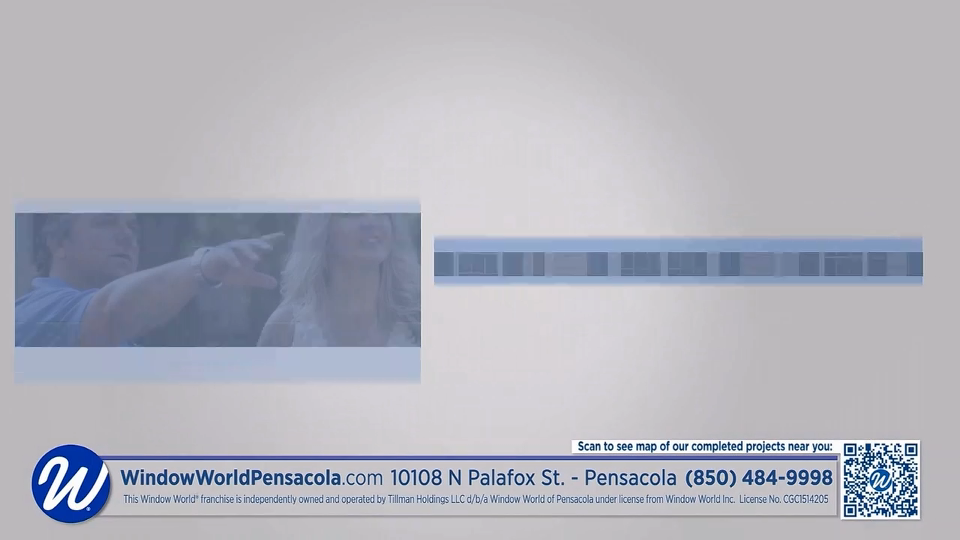 Scan to see map of our completed projects near you:
W
WindowWorldPensacola.com 10108 N Palafox St. - Pensacola (850) 484-9998
This Window World® franchise is independently owned and operated by Tillman Holdings LLC d/b/a Window World of Pensacola under license from Window World Inc. License No. CGC1514205